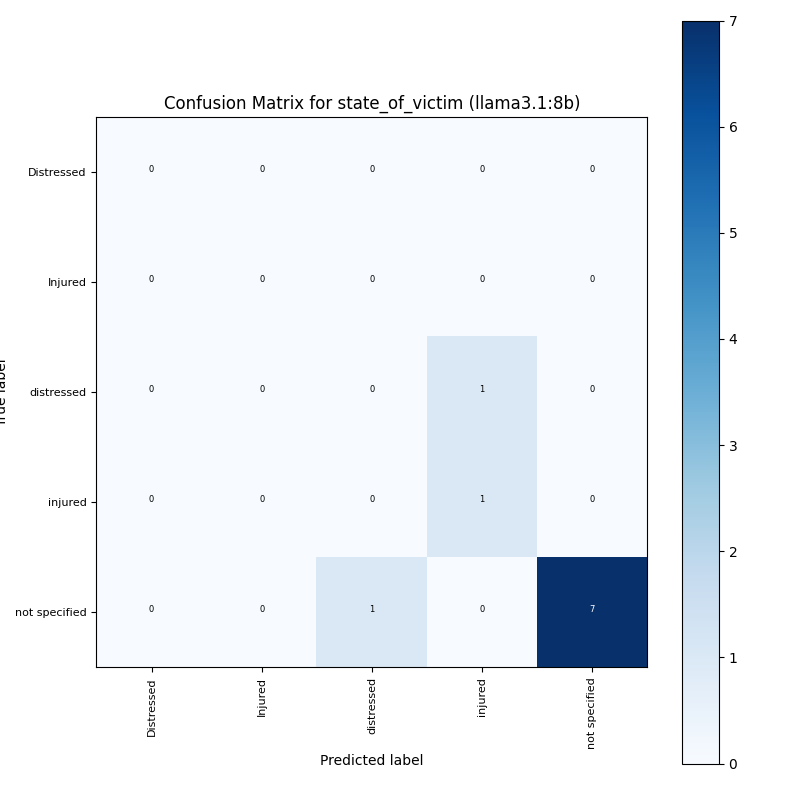 Confusion Matrix for state_of_victim (llama3.1:8b)
Distressed 0 0 0 0 0
Injured 0 0 0 0 0
distressed 0 0 0 1 0
injured 0 0 0 1 0
not specified 0 0 1 0 7
Distressed Injured distressed injured not specified
Predicted label
7
6
5
4
3
2
1
0